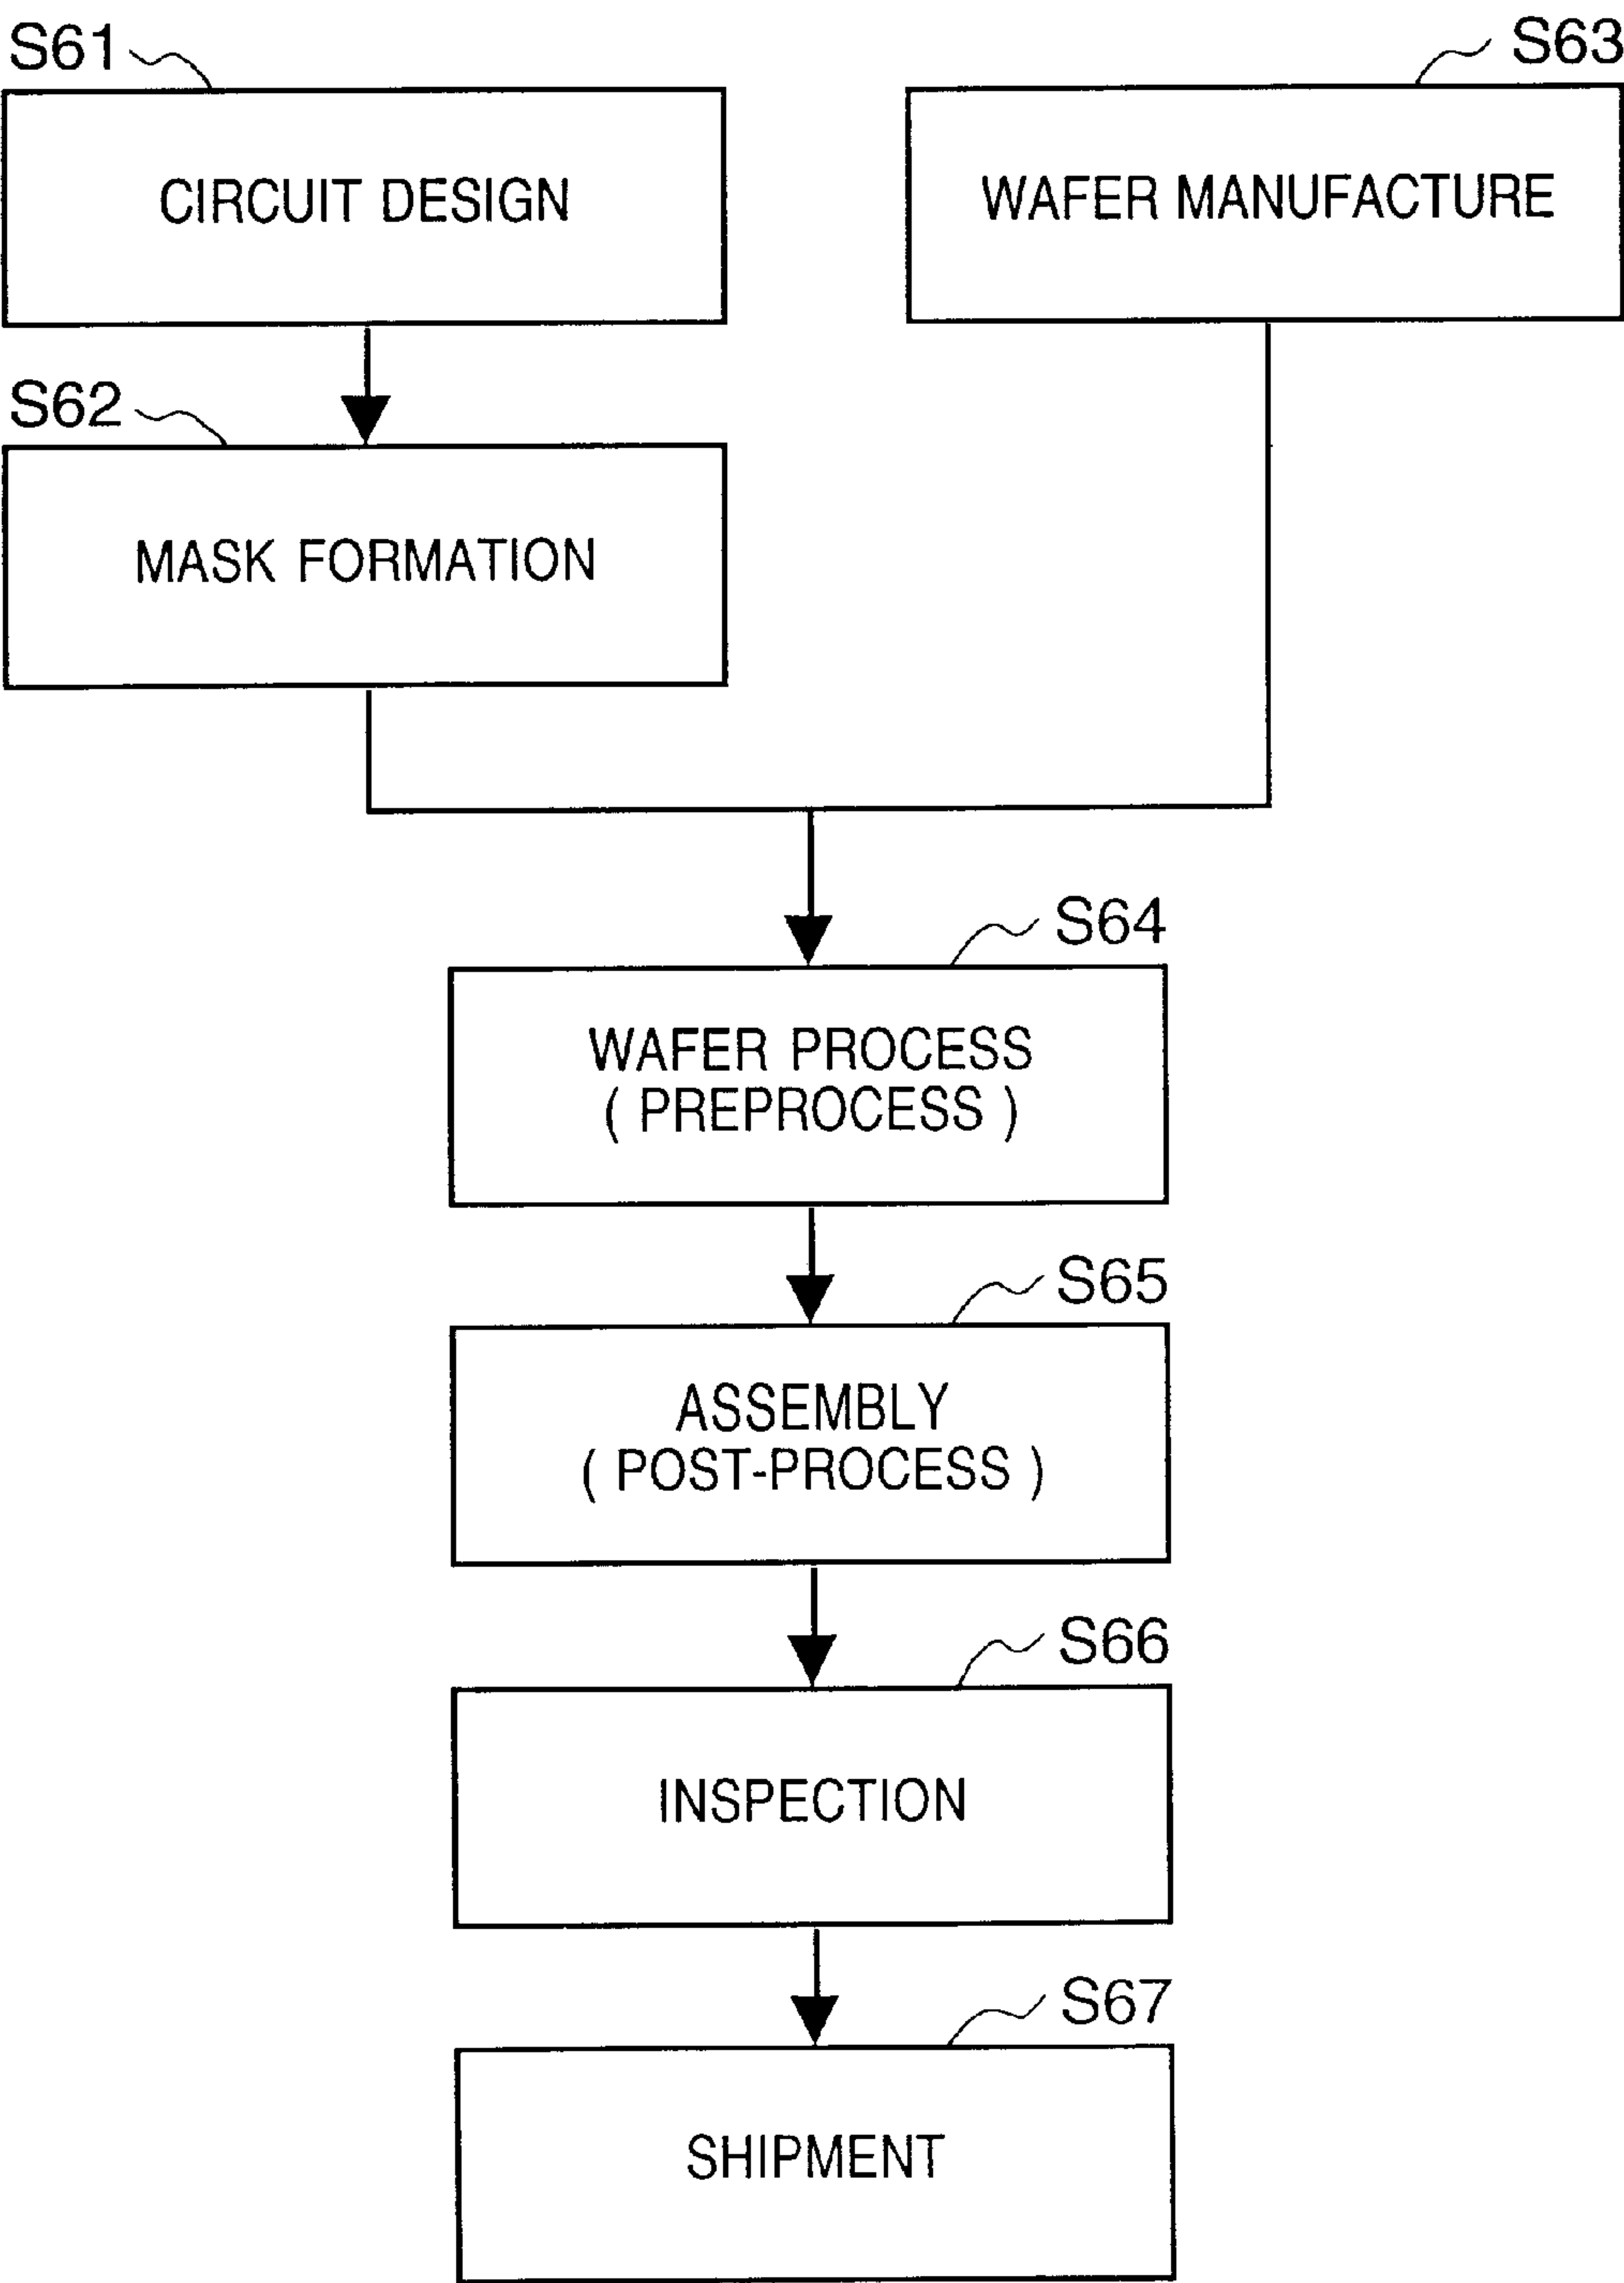 S61
CIRCUIT DESIGN
S63
WAFER MANUFACTURE
S62
MASK FORMATION
S64
WAFER PROCESS
( PREPROCESS )
S65
ASSEMBLY
( POST-PROCESS )
S66
INSPECTION
S67
SHIPMENT